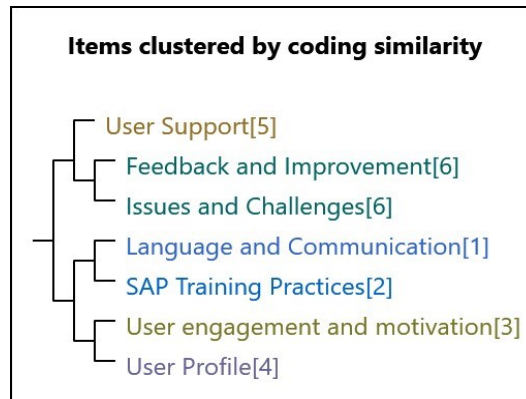 Items clustered by coding similarity
User Support[5]
Feedback and Improvement[6]
Issues and Challenges[6]
Language and Communication[1]
SAP Training Practices[2]
User engagement and motivation[3]
User Profile[4]